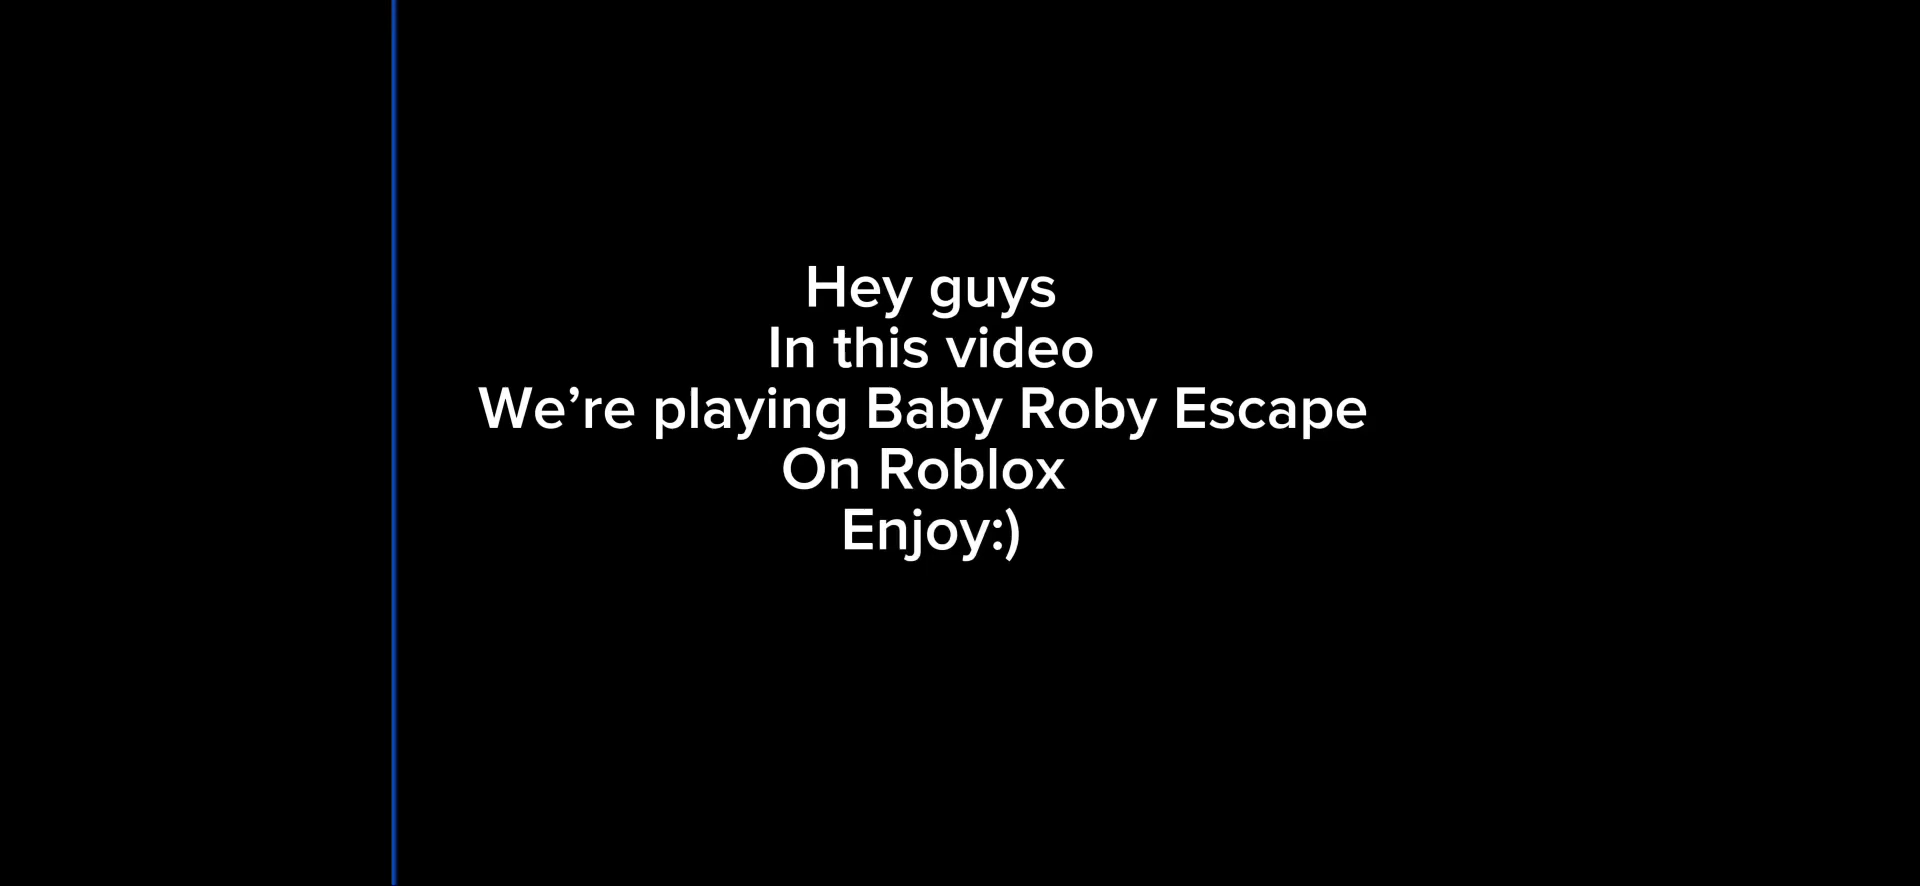 Hey guys
In this video
We’re playing Baby Roby Escape
On Roblox
Enjoy:)